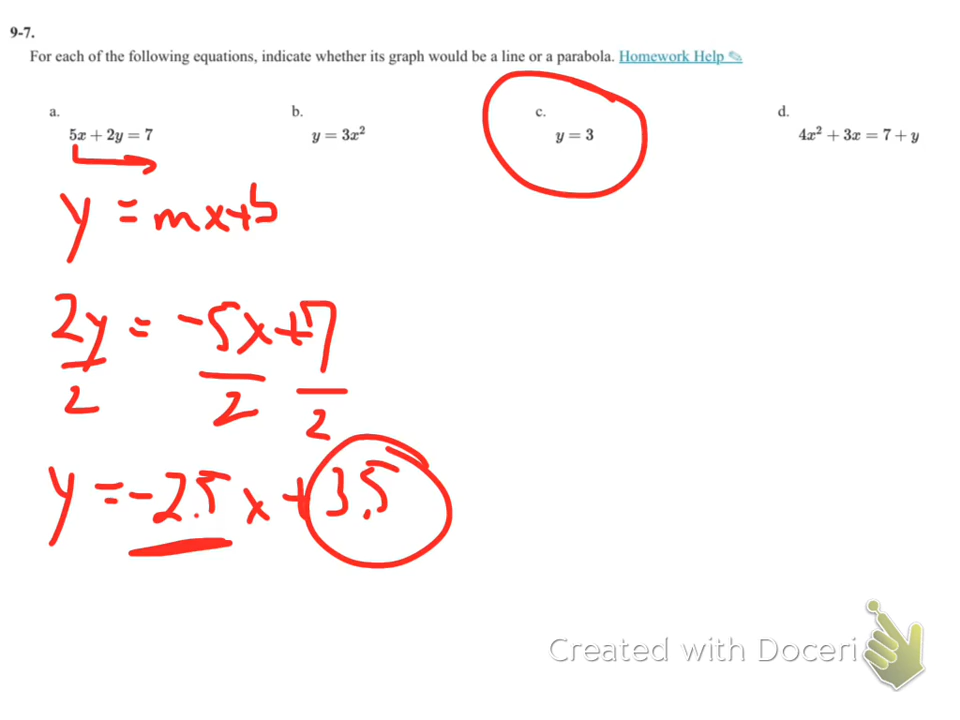 9-7.
For each of the following equations, indicate whether its graph would be a line or a parabola. Homework Help ✎
a. b. c. d.
5x + 2y = 7 y = 3x² y = 3 4x² + 3x = 7 + y
y = mx+b
2y = -5x+7
2 2 2
y = -2.5x + 3.5
Created with Doceri